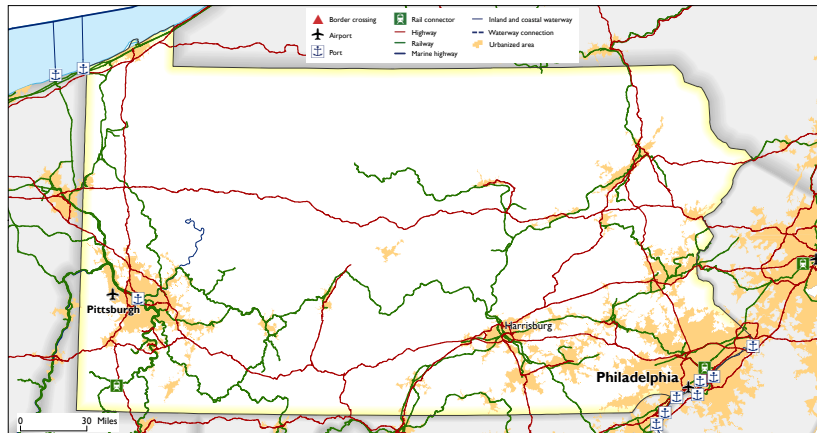 Border crossing
Airport
Port
Rail connector
Highway
Railway
Marine highway
Inland and coastal waterway
Waterway connection
Urbanized area
Pittsburgh
Harrisburg
Philadelphia
0 30 Miles